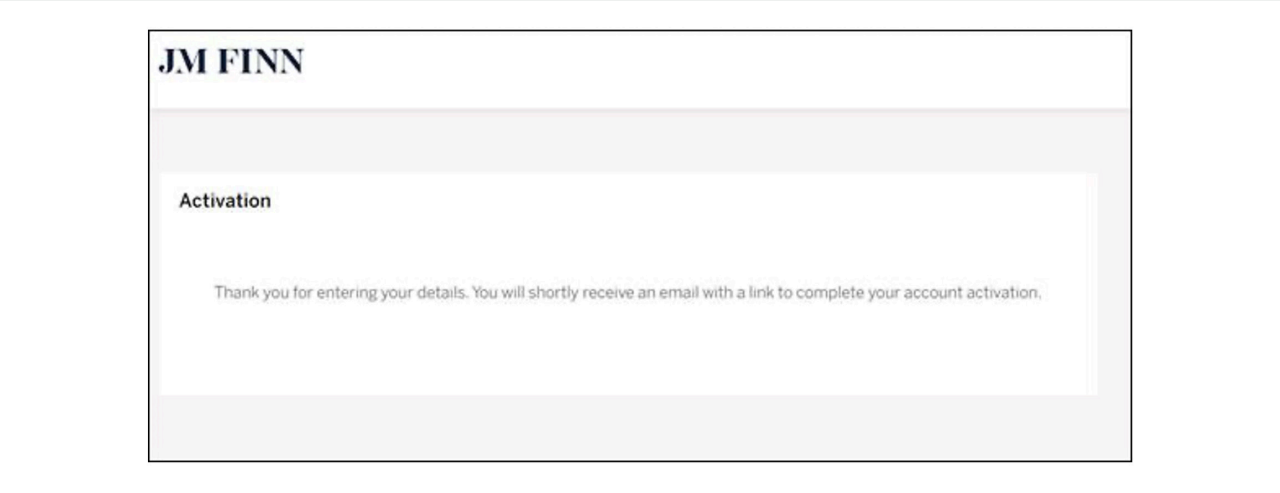 JM FINN
Activation
Thank you for entering your details. You will shortly receive an email with a link to complete your account activation.